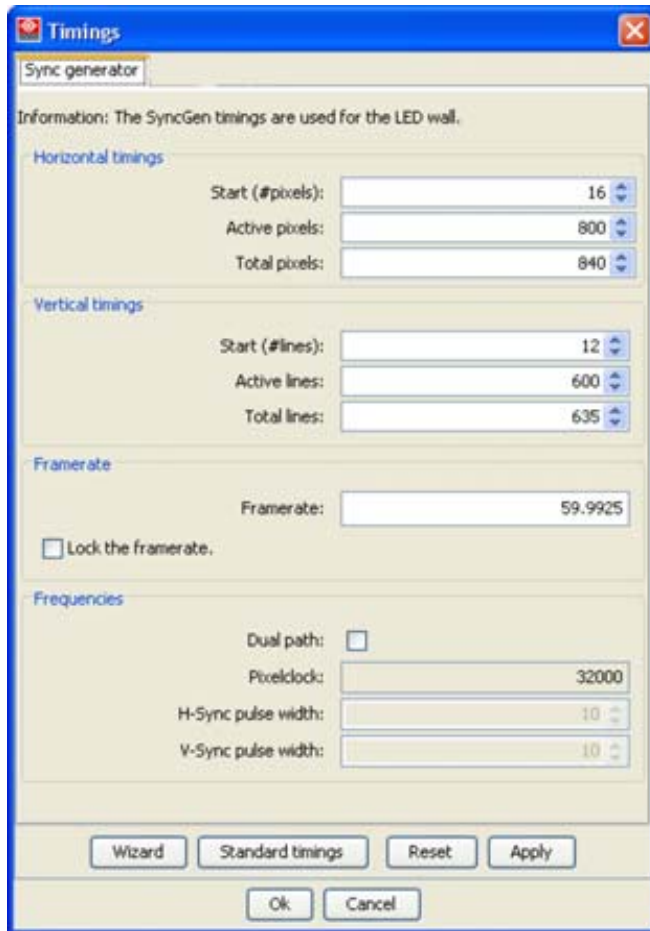 Timings
Sync generator
Information: The SyncGen timings are used for the LED wall.
Horizontal timings
Start (#pixels): 16
Active pixels: 800
Total pixels: 840
Vertical timings
Start (#lines): 12
Active lines: 600
Total lines: 635
Framerate
Framerate: 59.9925
Lock the framerate.
Frequencies
Dual path:
Pixelclock: 32000
H-Sync pulse width: 10
V-Sync pulse width: 10
Wizard Standard timings Reset Apply
Ok Cancel